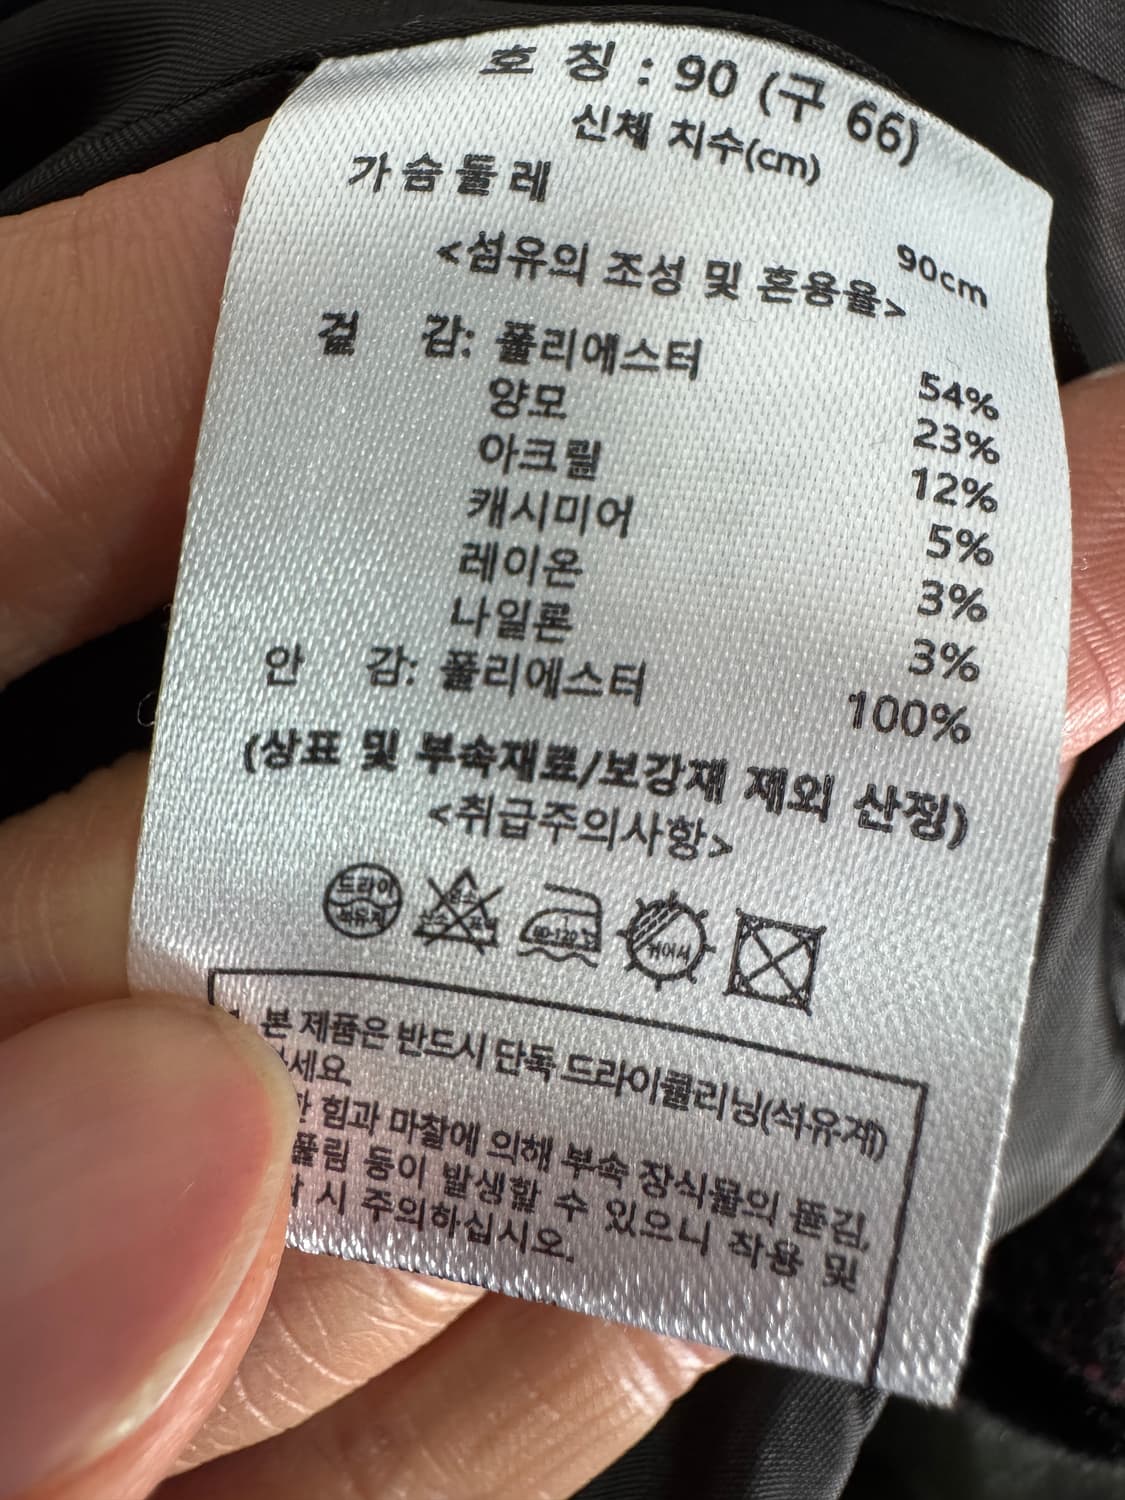 호 칭 : 90 (구 66)
신체 치수(cm)
가슴둘레 90cm
<섬유의 조성 및 혼용율>
겉 감: 폴리에스터 54%
양모 23%
아크릴 12%
캐시미어 5%
레이온 3%
나일론 3%
안 감: 폴리에스터 100%
(상표 및 부속재료/보강재 제외 산정)
<취급주의사항>
드라이
석유계
뉘어서
본 제품은 반드시 단독 드라이클리닝(석유계)
세요
힘과 마찰에 의해 부속 장식물의 뜯김,
풀림 등이 발생할 수 있으니 착용 및
시 주의하십시오.